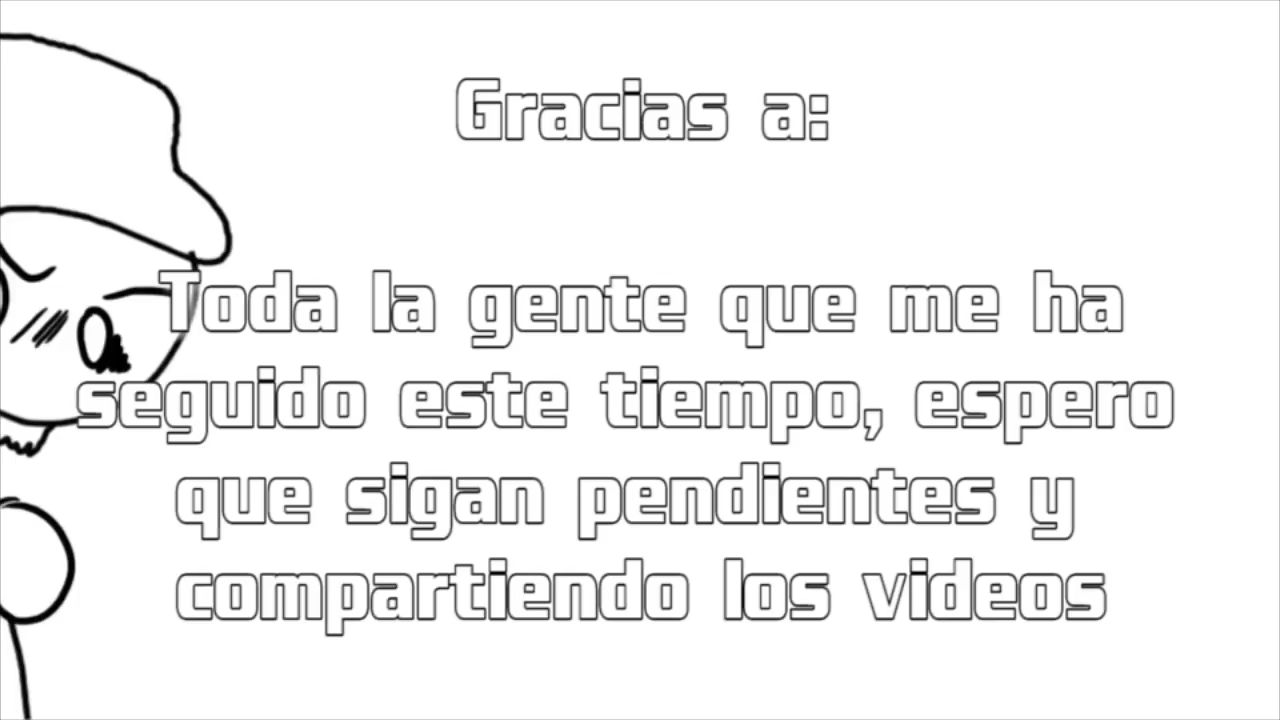 Gracias a:
Toda la gente que me ha
seguido este tiempo, espero
que sigan pendientes y
compartiendo los videos